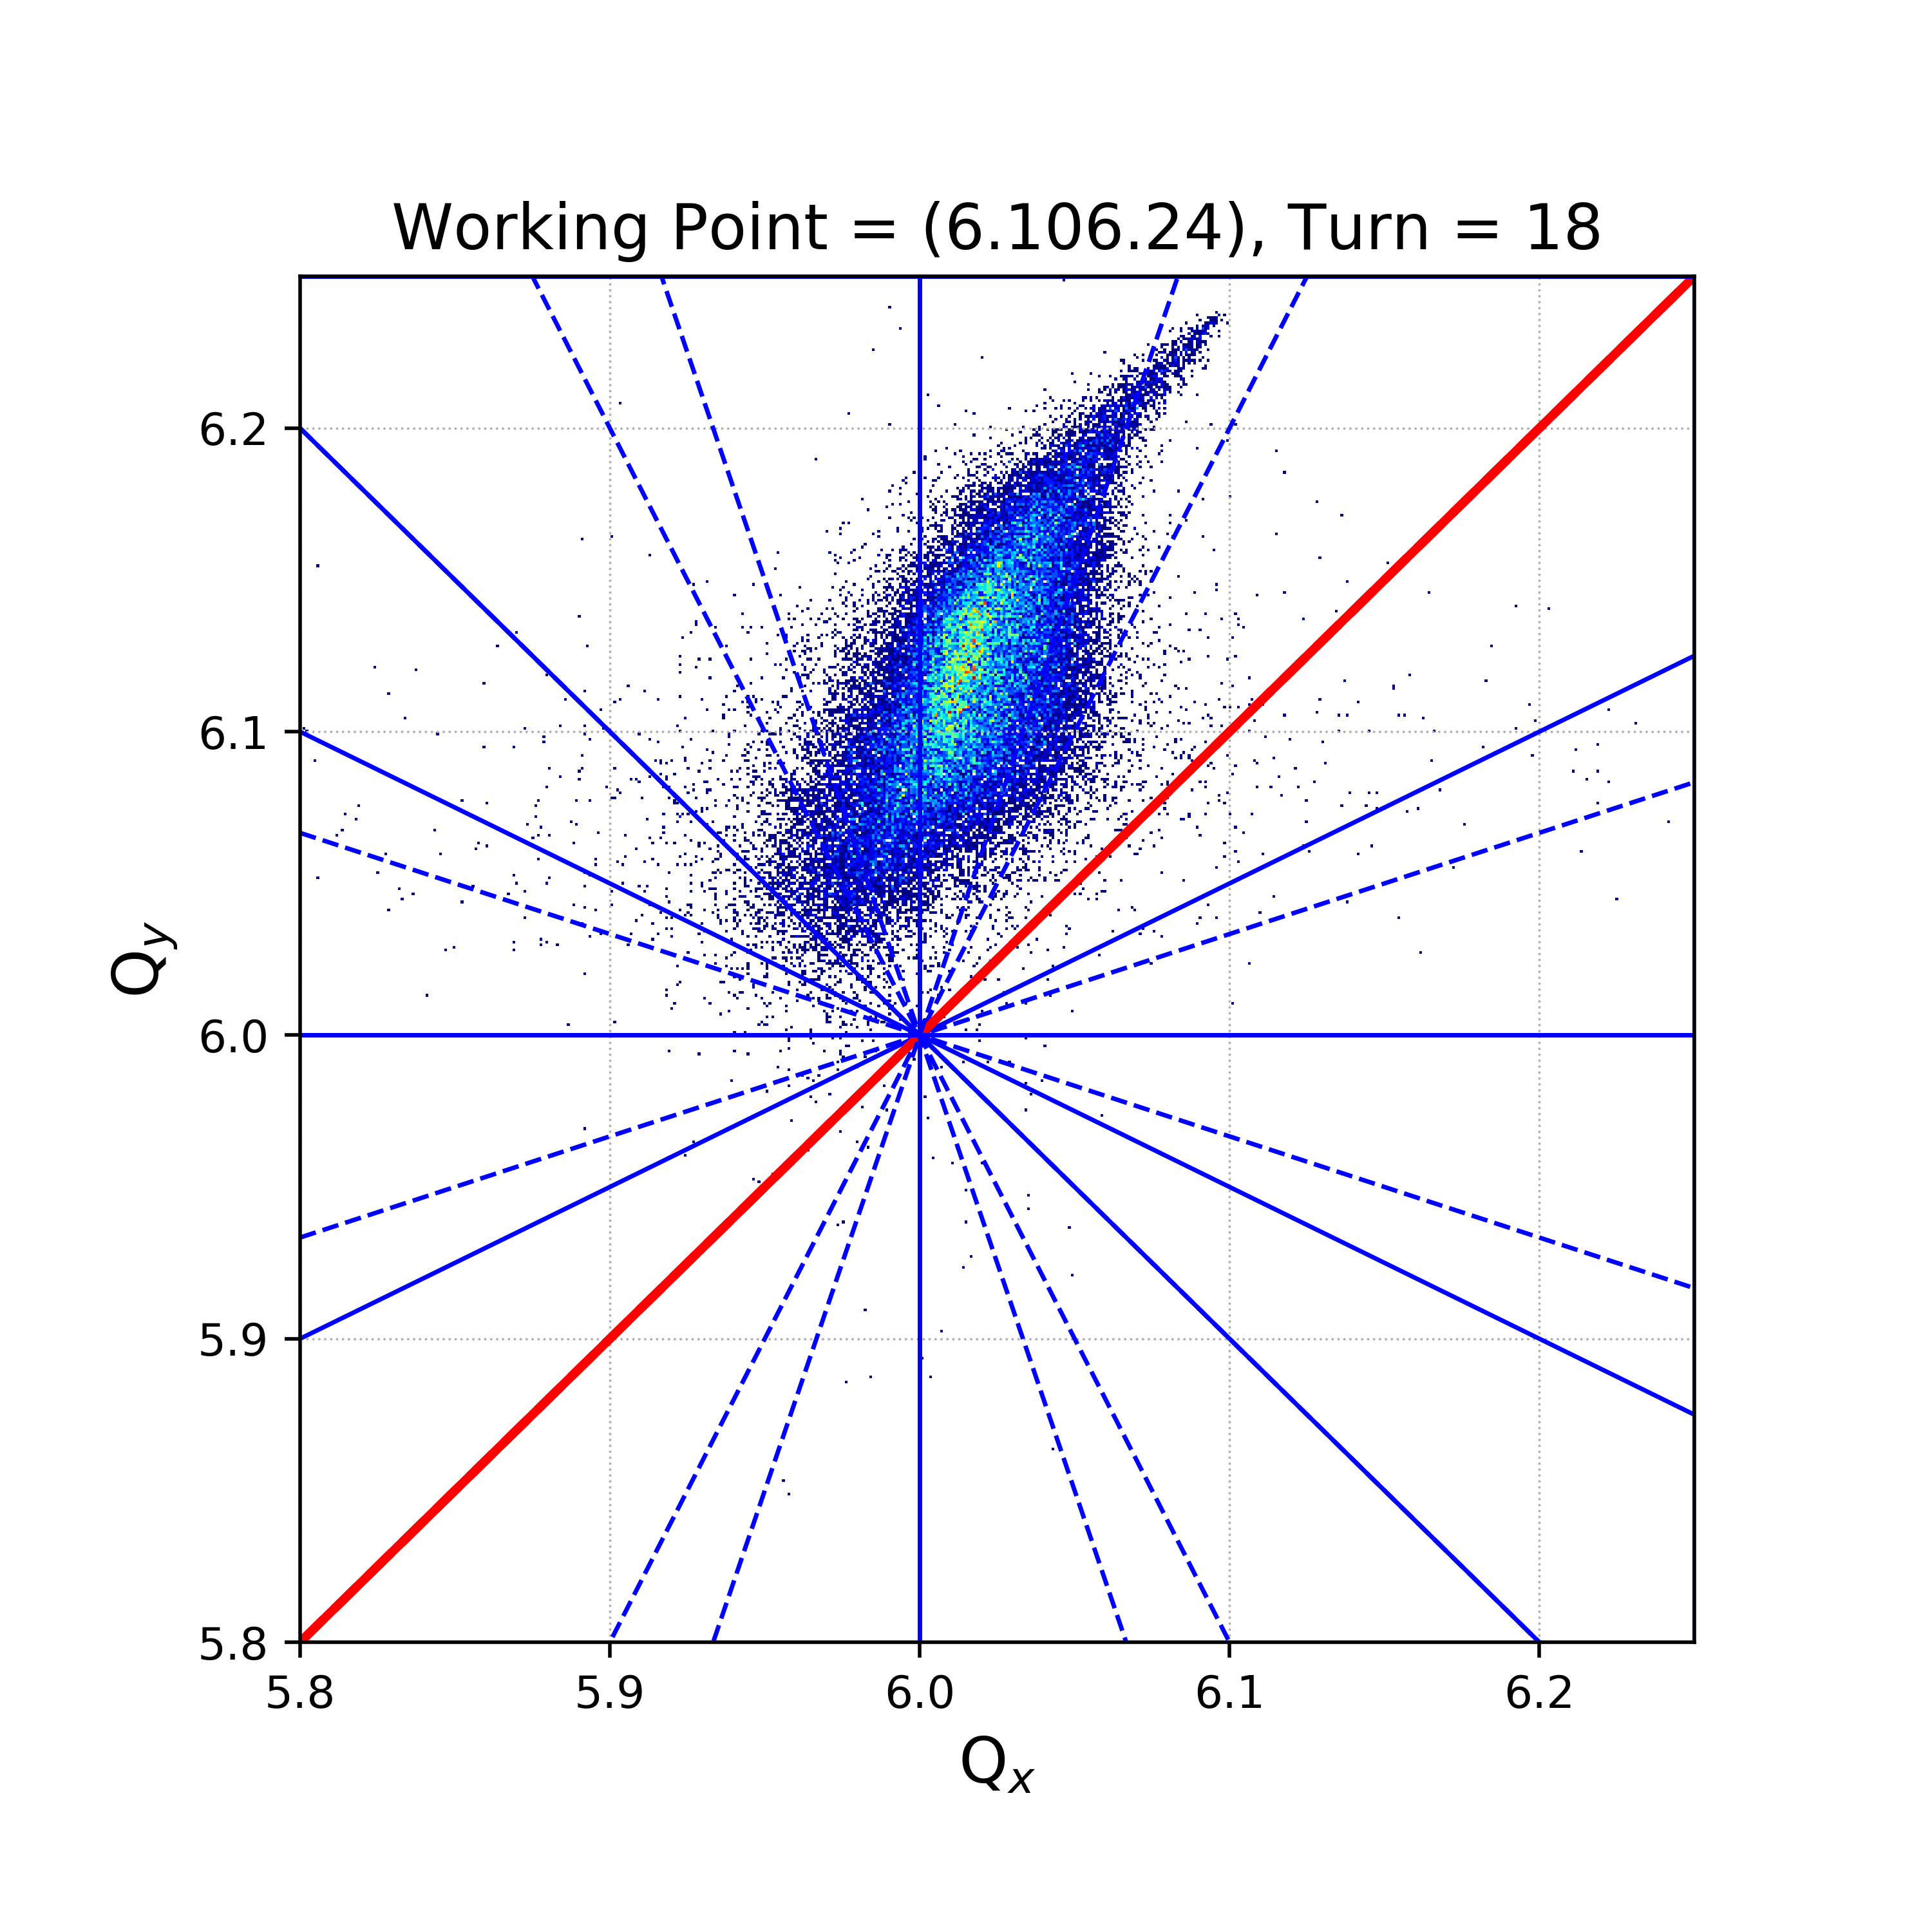 Working Point = (6.106.24), Turn = 18
6.2
6.1
6.0
5.9
5.8
Qy
5.8 5.9 6.0 6.1 6.2
Qx